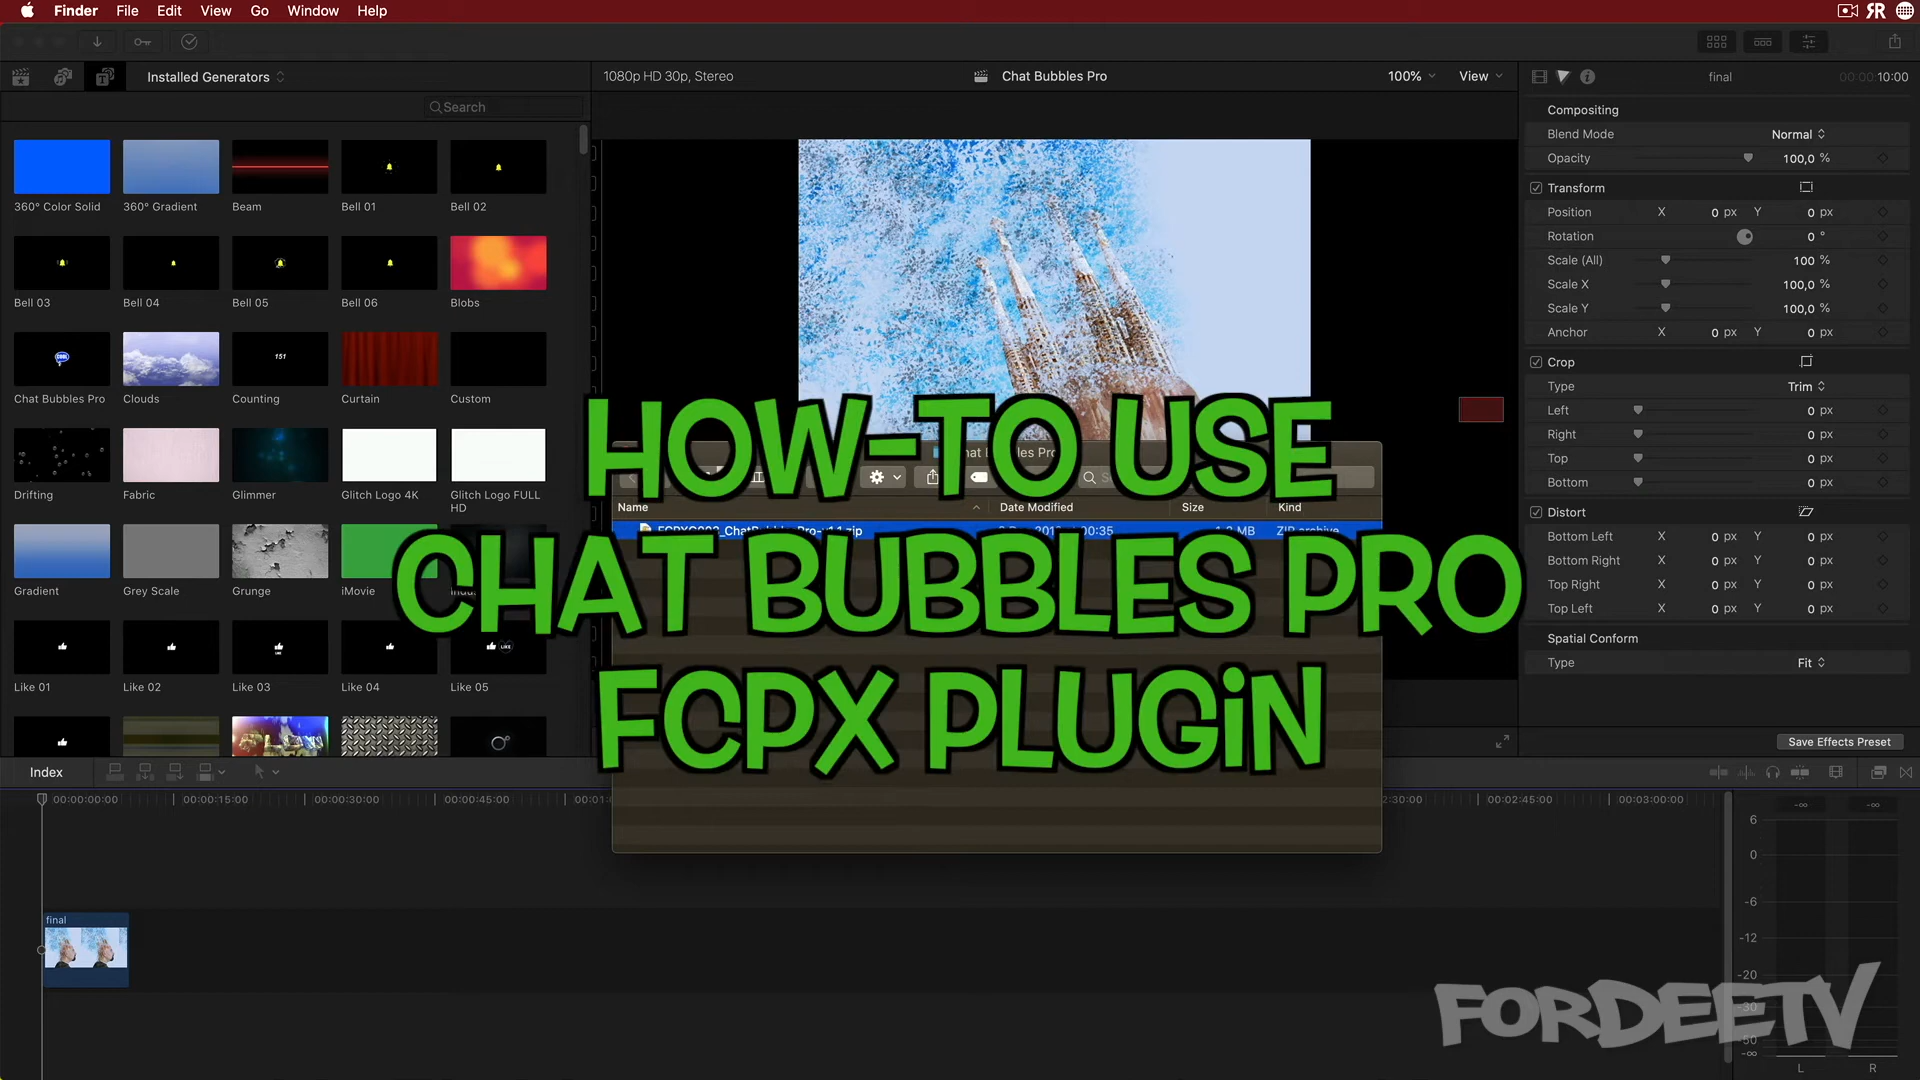 Finder File Edit View Go Window Help
Installed Generators
1080p HD 30p, Stereo
Chat Bubbles Pro
100%
View
final
10:00
Search
360° Color Solid
360° Gradient
Beam
Bell 01
Bell 02
Bell 03
Bell 04
Bell 05
Bell 06
Blobs
Chat Bubbles Pro
Clouds
151
Counting
Curtain
Custom
Drifting
Fabric
Glimmer
Glitch Logo 4K
Glitch Logo FULL HD
Gradient
Grey Scale
Grunge
iMovie
Like 01
Like 02
Like 03
Like 04
LIKE
Like 05
Compositing
Blend Mode Normal
Opacity 100,0 %
Transform
Position X 0 px Y 0 px
Rotation 0 °
Scale (All) 100 %
Scale X 100,0 %
Scale Y 100,0 %
Anchor X 0 px Y 0 px
Crop
Type Trim
Left 0 px
Right 0 px
Top 0 px
Bottom 0 px
Distort
Bottom Left X 0 px Y 0 px
Bottom Right X 0 px Y 0 px
Top Right X 0 px Y 0 px
Top Left X 0 px Y 0 px
Spatial Conform
Type Fit
Save Effects Preset
Name Date Modified Size Kind
ZIP archive
HOW-TO USE
CHAT BUBBLES PRO
FCPX PLUGiN
Index
00:00:00:00 00:00:15:00 00:00:30:00 00:00:45:00 00:02:45:00 00:03:00:00
final
-∞ -∞
6
0
-6
-12
-20
-30
-50
-∞
L R
FORDEETV